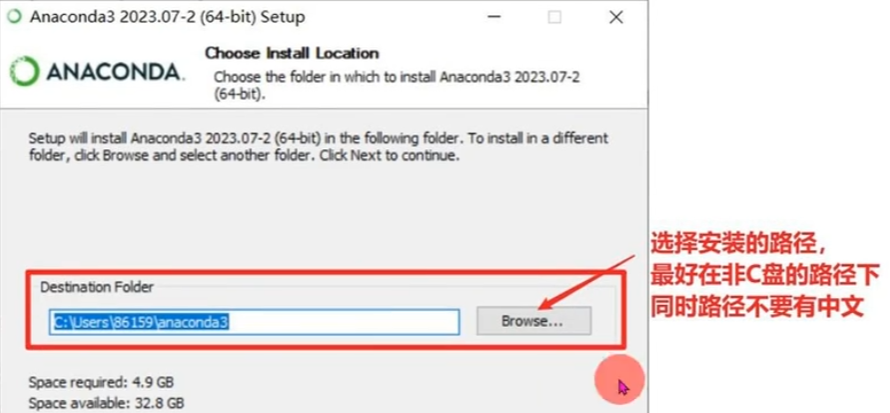 Anaconda3 2023.07-2 (64-bit) Setup
Choose Install Location
ANACONDA.
Choose the folder in which to install Anaconda3 2023.07-2
(64-bit).
Setup will install Anaconda3 2023.07-2 (64-bit) in the following folder. To install in a different
folder, click Browse and select another folder. Click Next to continue.
选择安装的路径，
最好在非C盘的路径下
同时路径不要有中文
Destination Folder
C:\Users\86159\anaconda3
Browse...
Space required: 4.9 GB
Space available: 32.8 GB